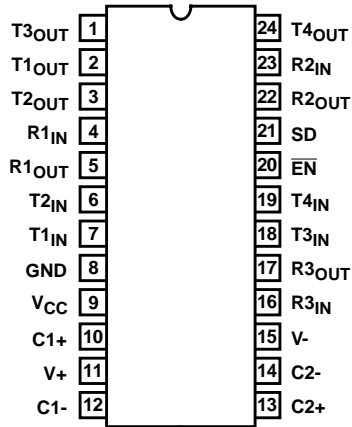 T3OUT 1 24 T4OUT
T1OUT 2 23 R2IN
T2OUT 3 22 R2OUT
R1IN 4 21 SD
R1OUT 5 20 E̅N̅
T2IN 6 19 T4IN
T1IN 7 18 T3IN
GND 8 17 R3OUT
VCC 9 16 R3IN
C1+ 10 15 V-
V+ 11 14 C2-
C1- 12 13 C2+